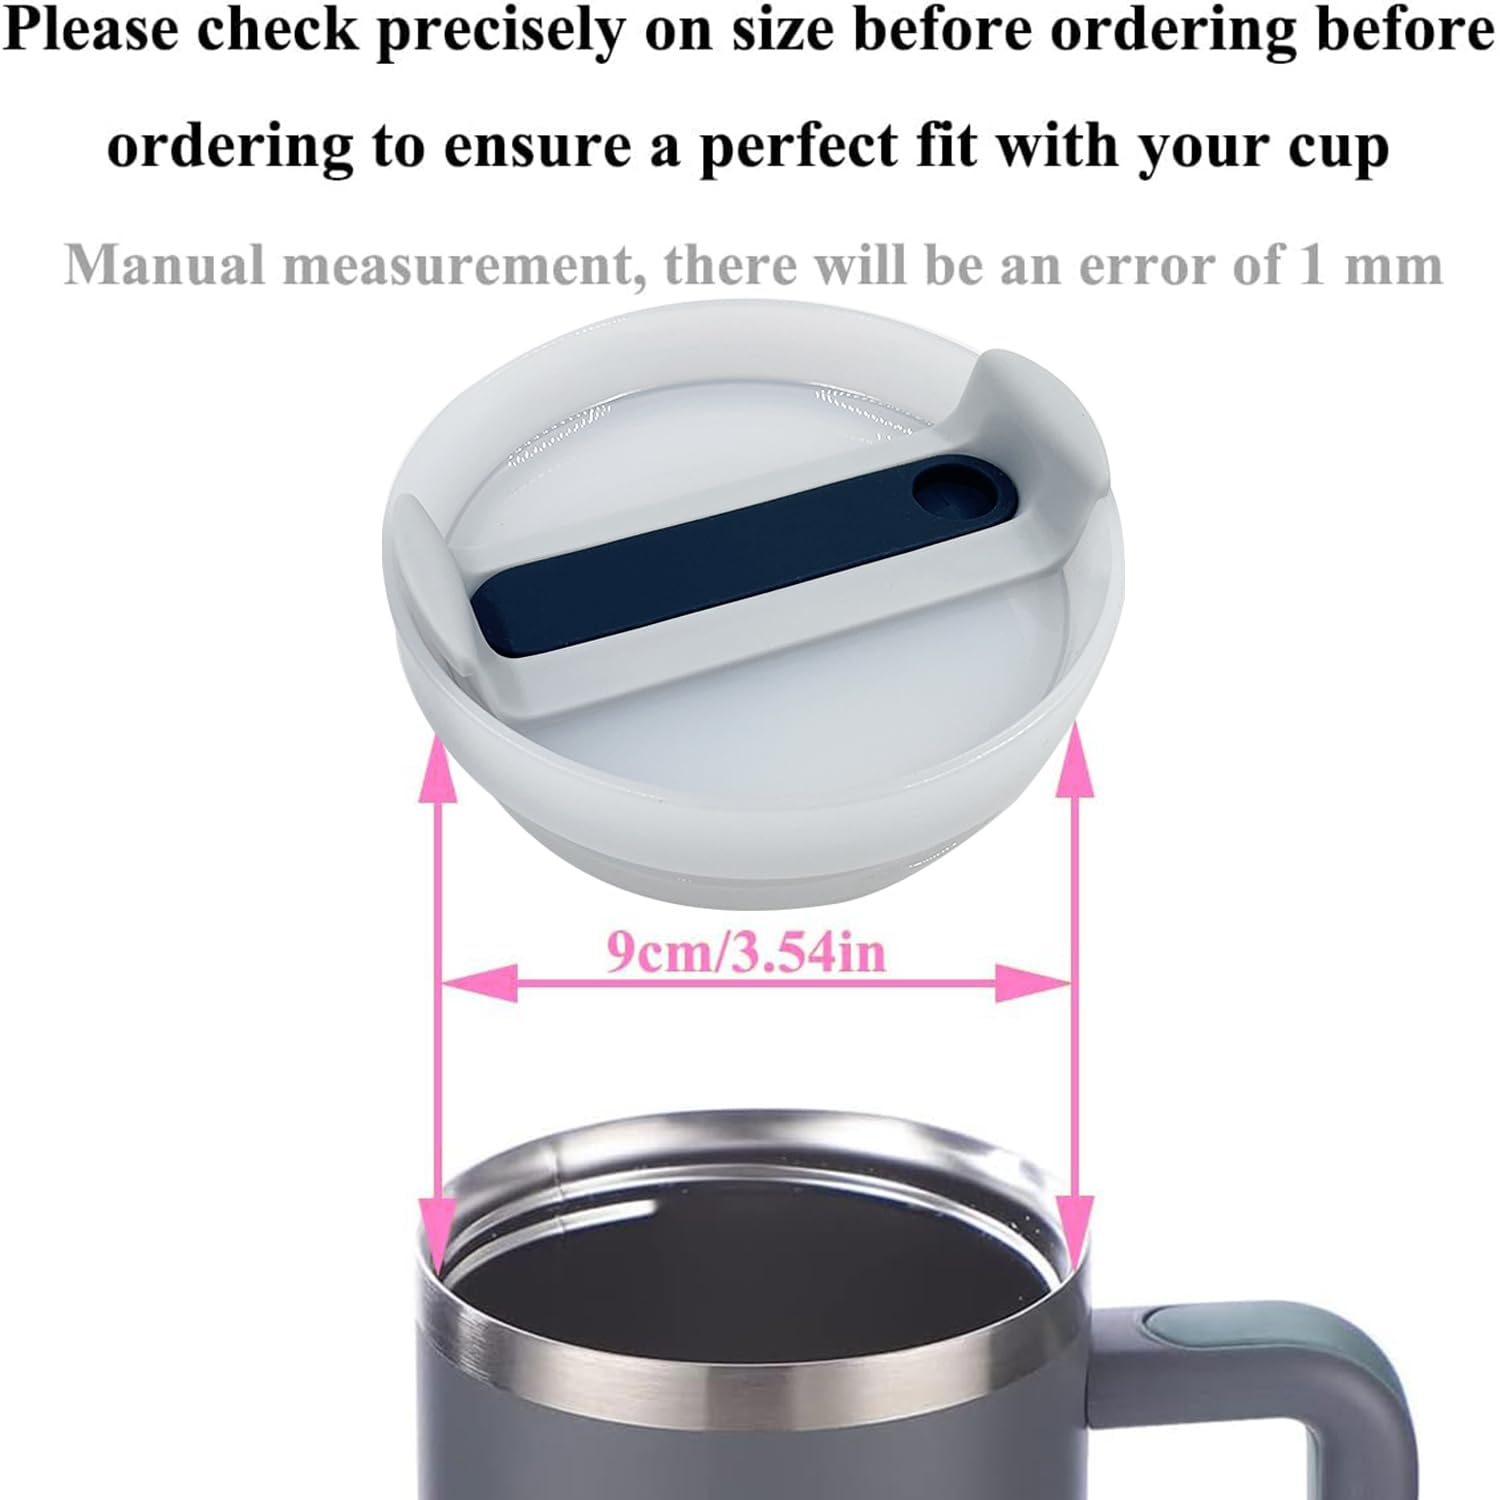 Please check precisely on size before ordering before
ordering to ensure a perfect fit with your cup
Manual measurement, there will be an error of 1 mm
9cm/3.54in